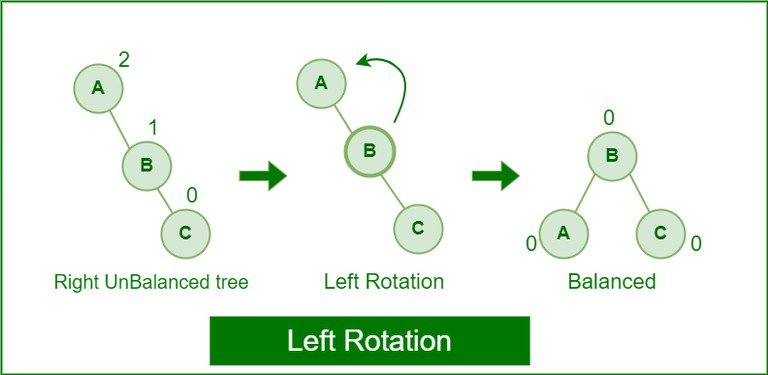 A 2
1
B
0
C
Right UnBalanced tree
A
B
C
Left Rotation
0
B
0 A
C 0
Balanced
Left Rotation